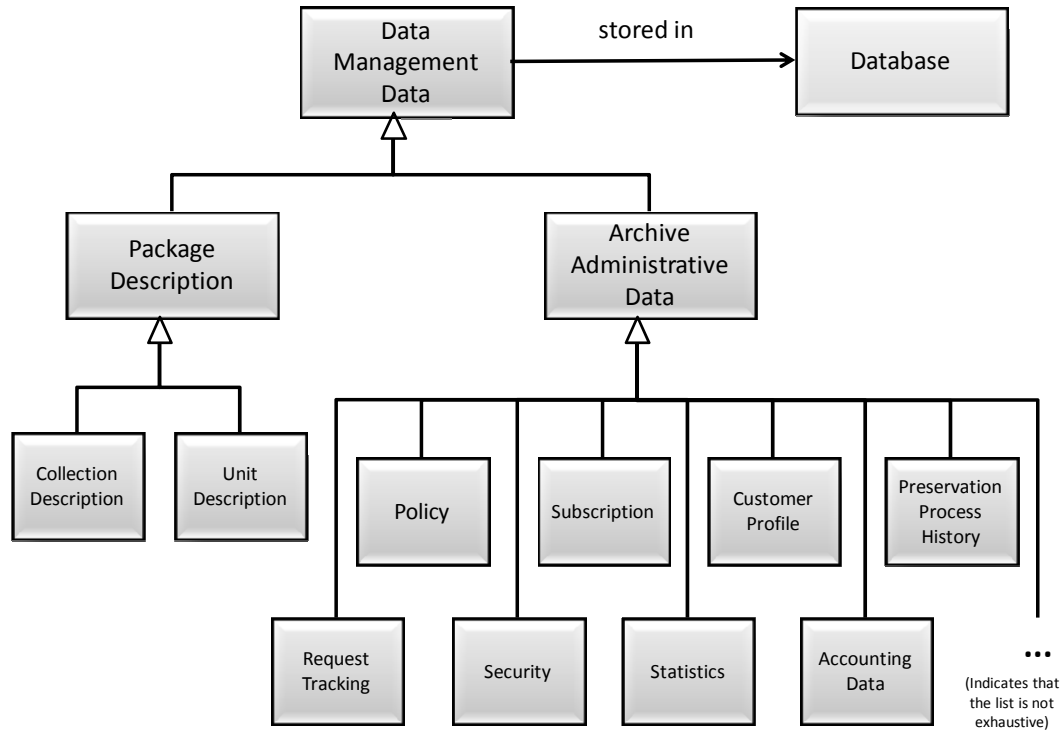 Data
Management
Data
stored in
Database
Package
Description
Archive
Administrative
Data
Collection
Description
Unit
Description
Policy
Subscription
Customer
Profile
Preservation
Process
History
Request
Tracking
Security
Statistics
Accounting
Data
...
(Indicates that
the list is not
exhaustive)